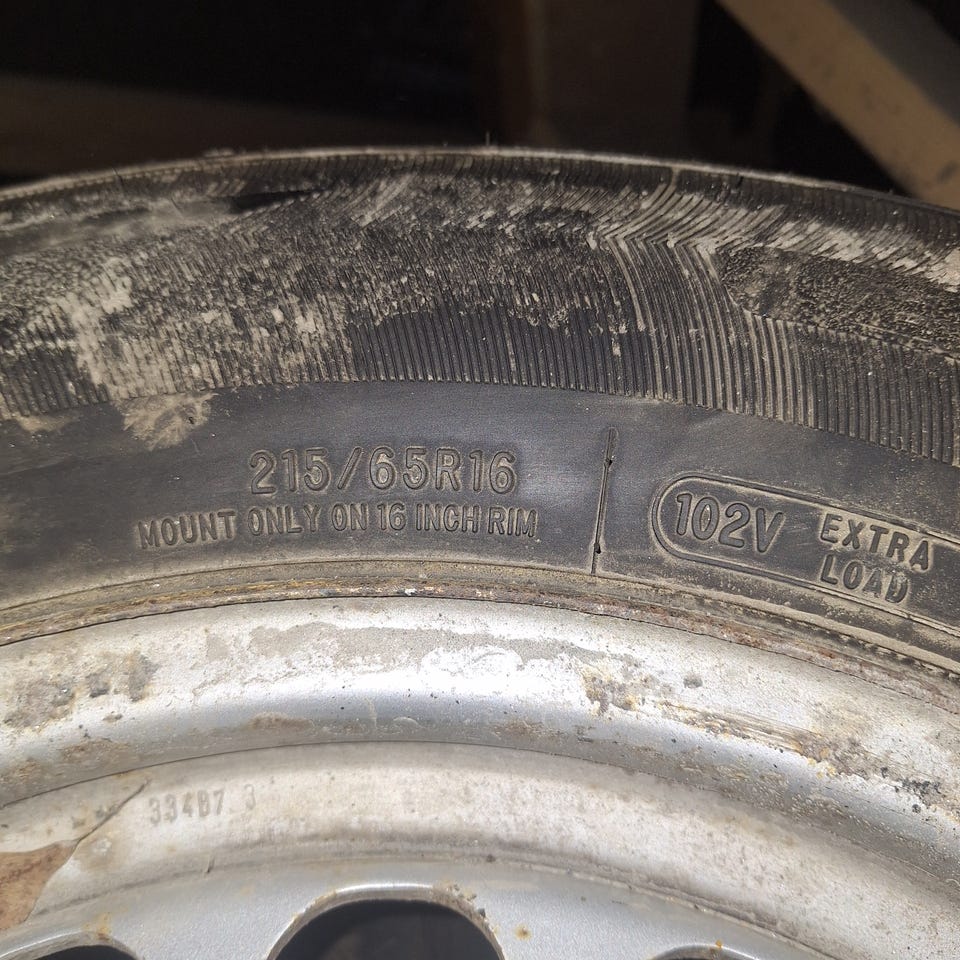 215/65R16
MOUNT ONLY ON 16 INCH RIM
102V EXTRA
LOAD